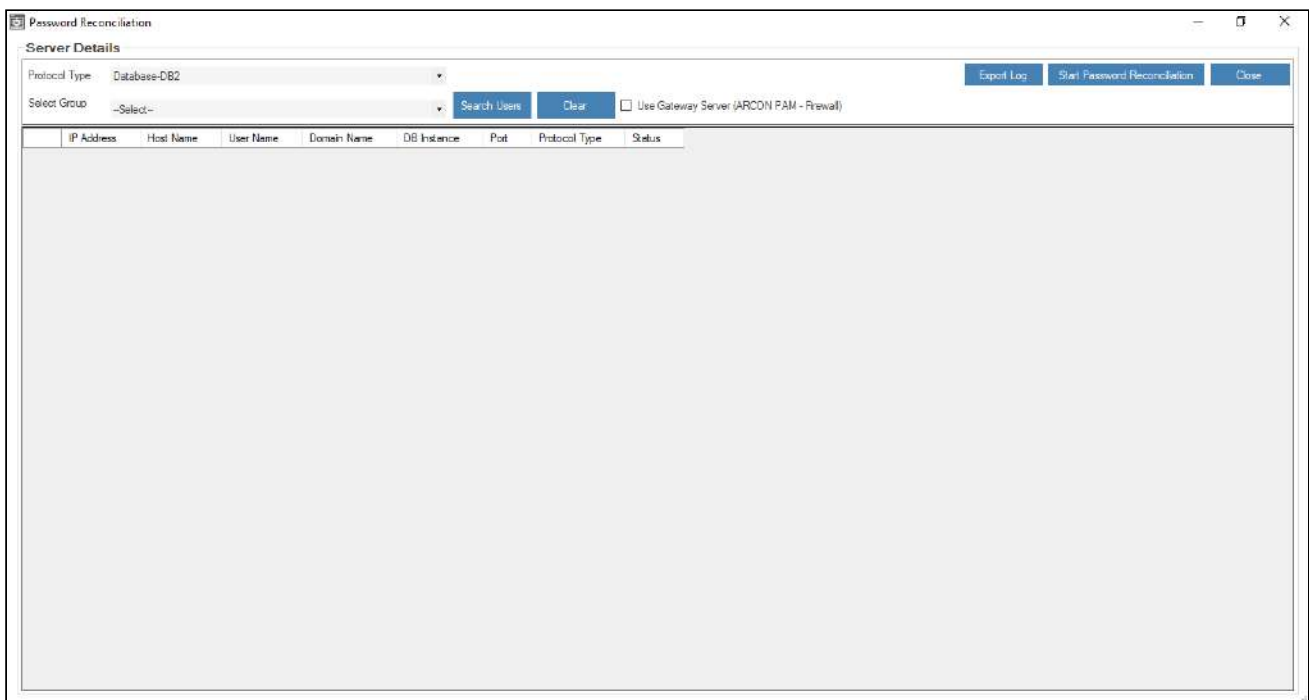 Password Reconciliation
Server Details
Protocol Type Database-DB2 Export Log Start Password Reconciliation Close
Select Group --Select-- Search Users Clear Use Gateway Server (ARCON PAM - Firewall)
IP Address Host Name User Name Domain Name DB Instance Port Protocol Type Status